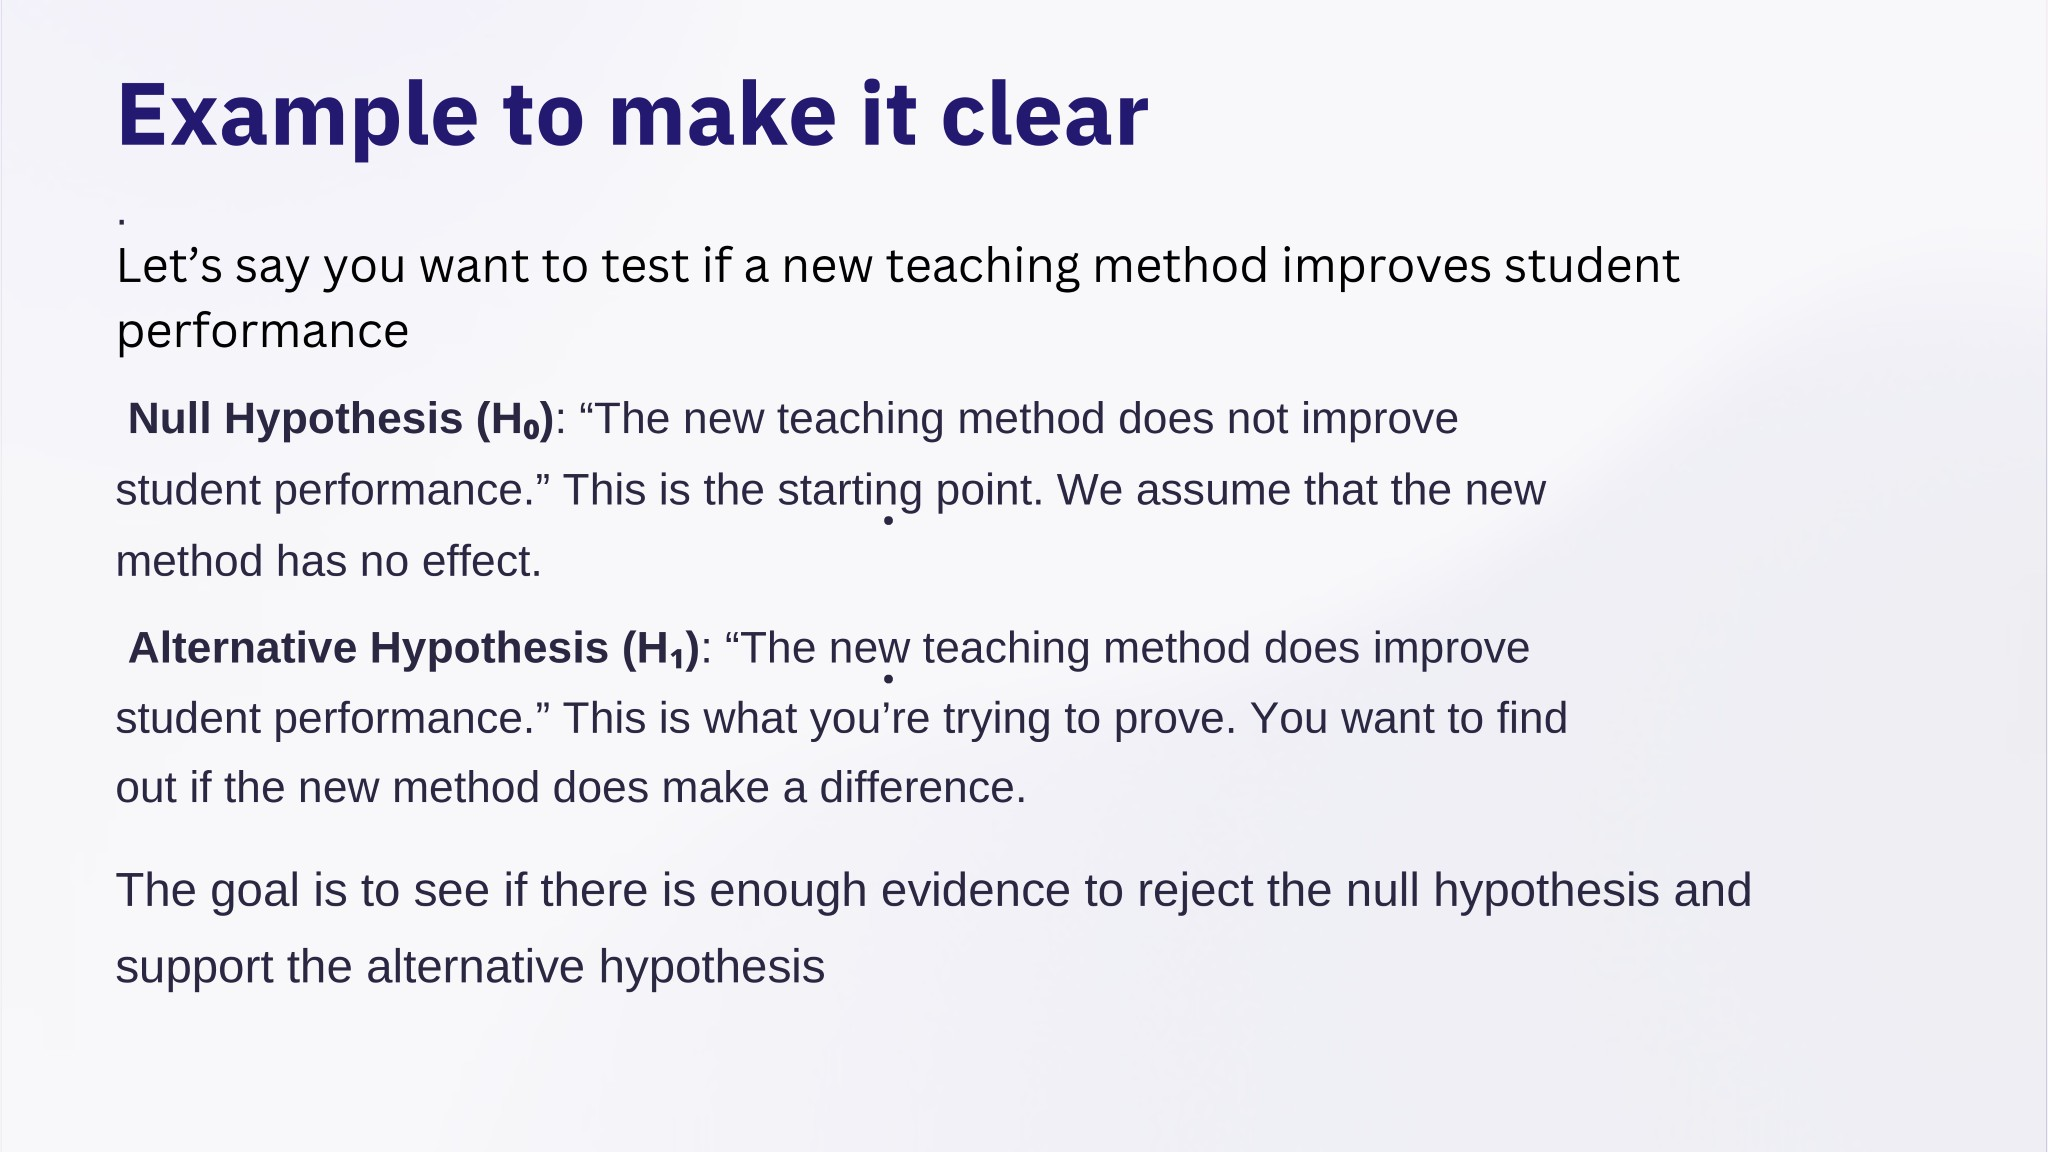 Example to make it clear
.
Let’s say you want to test if a new teaching method improves student
performance
Null Hypothesis (H₀): “The new teaching method does not improve
student performance.” This is the starting point. We assume that the new
•
method has no effect.
Alternative Hypothesis (H₁): “The new teaching method does improve
•
student performance.” This is what you’re trying to prove. You want to find
out if the new method does make a difference.
The goal is to see if there is enough evidence to reject the null hypothesis and
support the alternative hypothesis